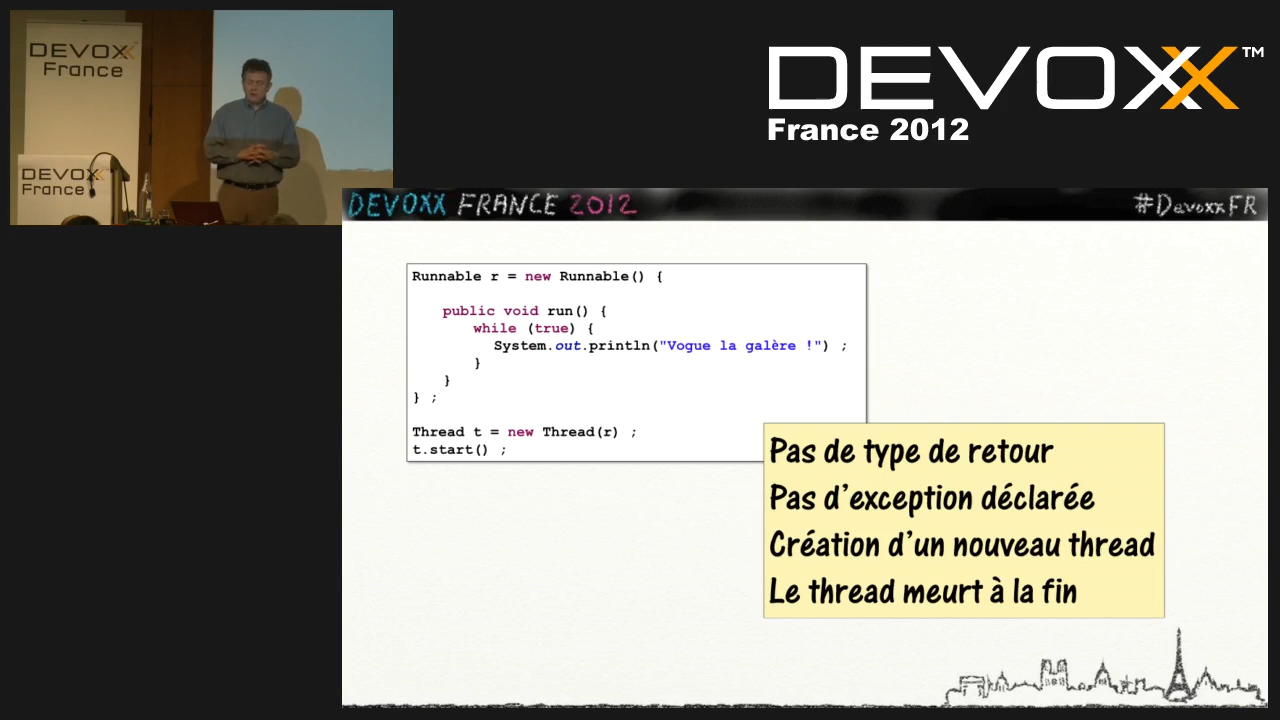 DEVOXX
France
DEVOXX
France
DEVOXX™
France 2012
DEVOXX FRANCE 2012
#DevoxxFR
Runnable r = new Runnable() {
public void run() {
while (true) {
System.out.println("Vogue la galère !") ;
}
}
} ;
Thread t = new Thread(r) ;
t.start() ;
Pas de type de retour
Pas d'exception déclarée
Création d'un nouveau thread
Le thread meurt à la fin